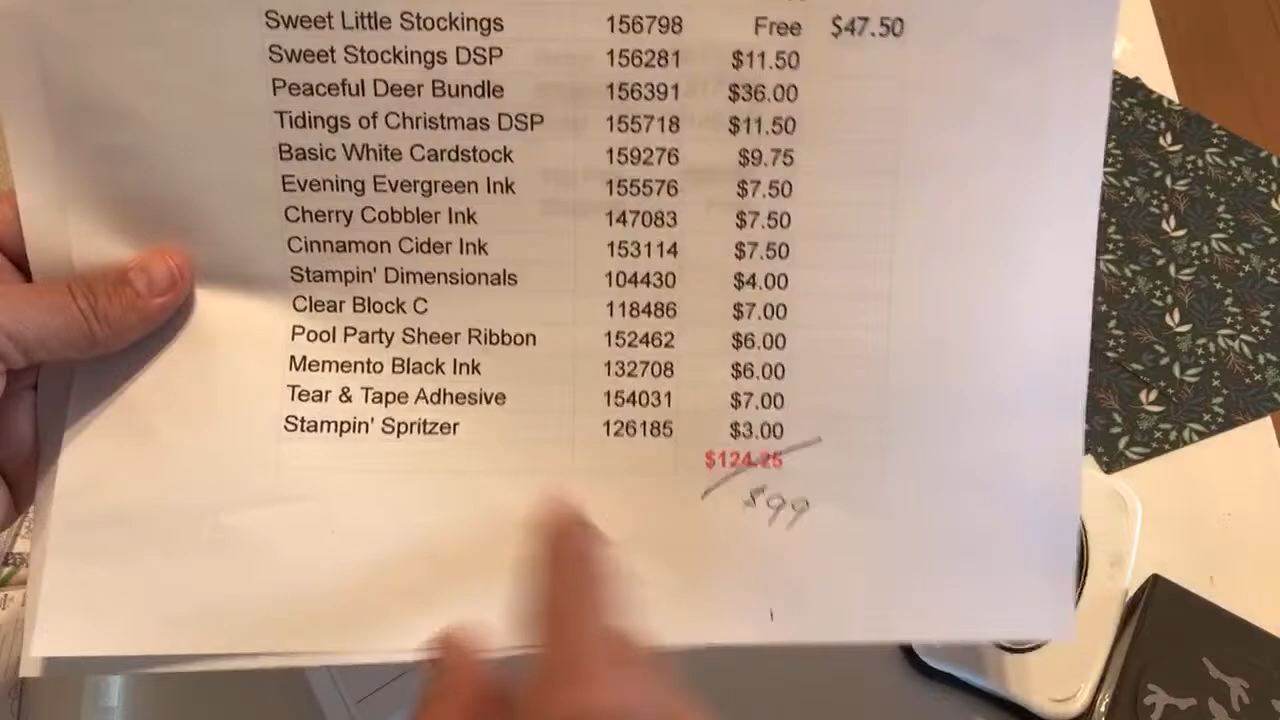 Sweet Little Stockings 156798 Free $47.50
Sweet Stockings DSP 156281 $11.50
Peaceful Deer Bundle 156391 $36.00
Tidings of Christmas DSP 155718 $11.50
Basic White Cardstock 159276 $9.75
Evening Evergreen Ink 155576 $7.50
Cherry Cobbler Ink 147083 $7.50
Cinnamon Cider Ink 153114 $7.50
Stampin' Dimensionals 104430 $4.00
Clear Block C 118486 $7.00
Pool Party Sheer Ribbon 152462 $6.00
Memento Black Ink 132708 $6.00
Tear & Tape Adhesive 154031 $7.00
Stampin' Spritzer 126185 $3.00
$124.25
$99